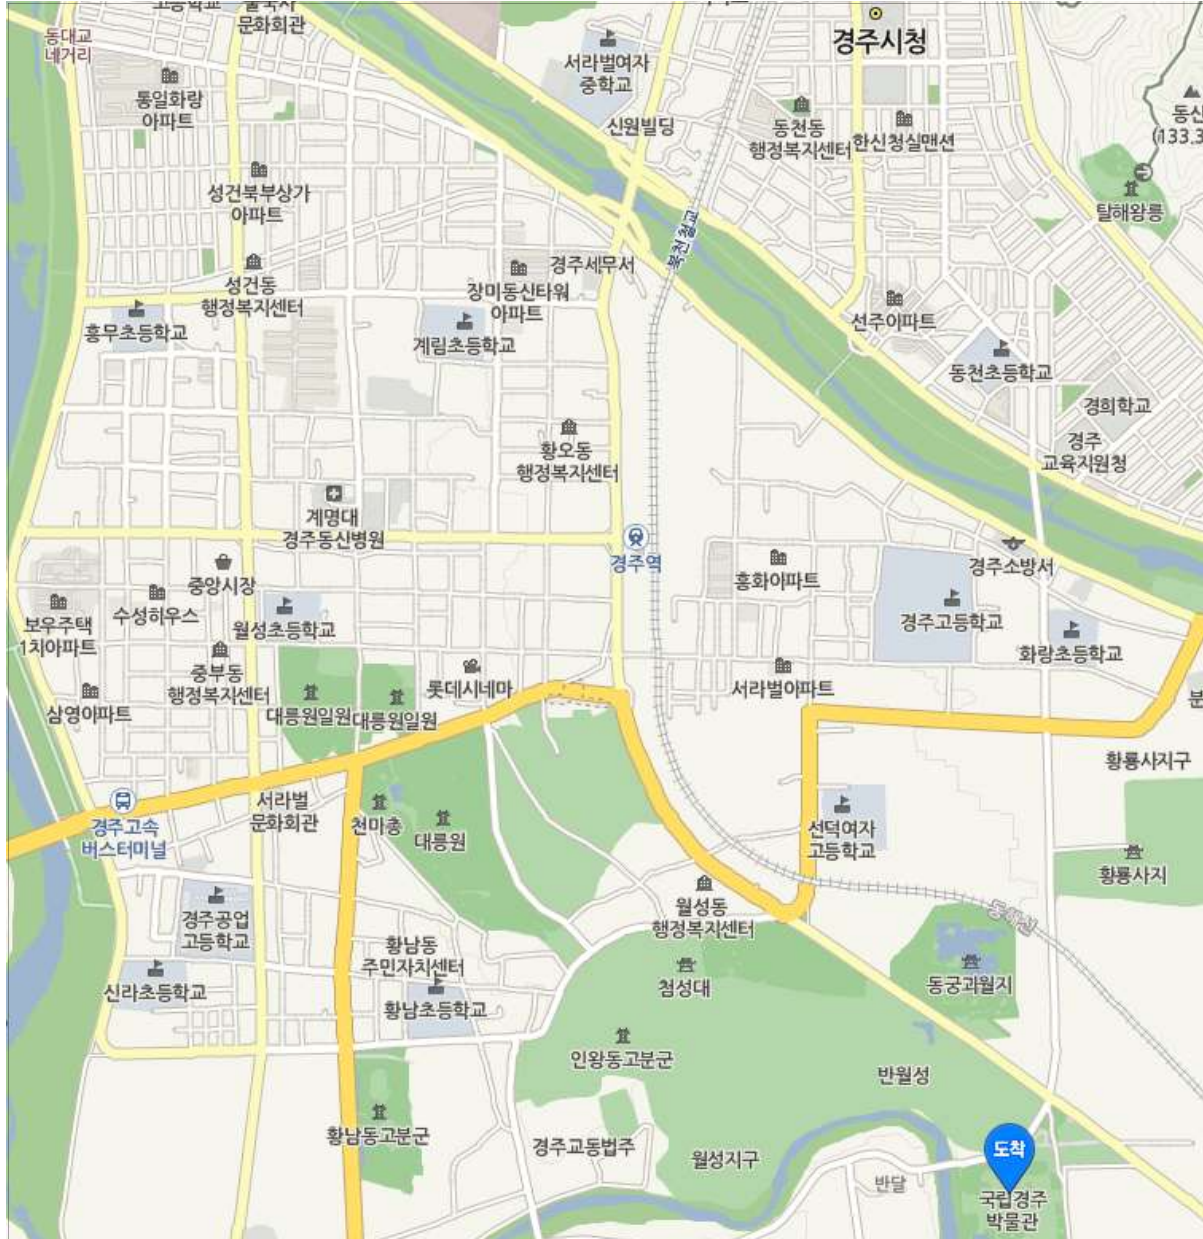 동대교
네거리
문화회관
경주시청
서라벌여자
중학교
통일화랑
아파트
신원빌딩
동천동
행정복지센터
한신청실맨션
성건북부상가
아파트
탈해왕릉
북천철교
성건동
행정복지센터
경주세무서
장미동산타워
아파트
흥무초등학교
계림초등학교
선주아파트
동천초등학교
경희학교
황오동
행정복지센터
경주
교육지원청
계명대
경주동산병원
경주역
흥화아파트
경주소방서
중앙시장
수성하우스
보우주택
1치아파트
월성초등학교
경주고등학교
화랑초등학교
중부동
행정복지센터
롯데시네마
서라벌아파트
삼영아파트
대릉원일원
대릉원일원
분
황룡사지구
경주고속
버스터미널
서라벌
문화회관
천마총
대릉원
선덕여자
고등학교
황룡사지
경주공업
고등학교
월성동
행정복지센터
동해선
황남동
주민자치센터
신라초등학교
황남초등학교
첨성대
동궁과월지
인왕동고분군
반월성
황남동고분군
경주교동법주
월성지구
도착
반달
국립경주
박물관